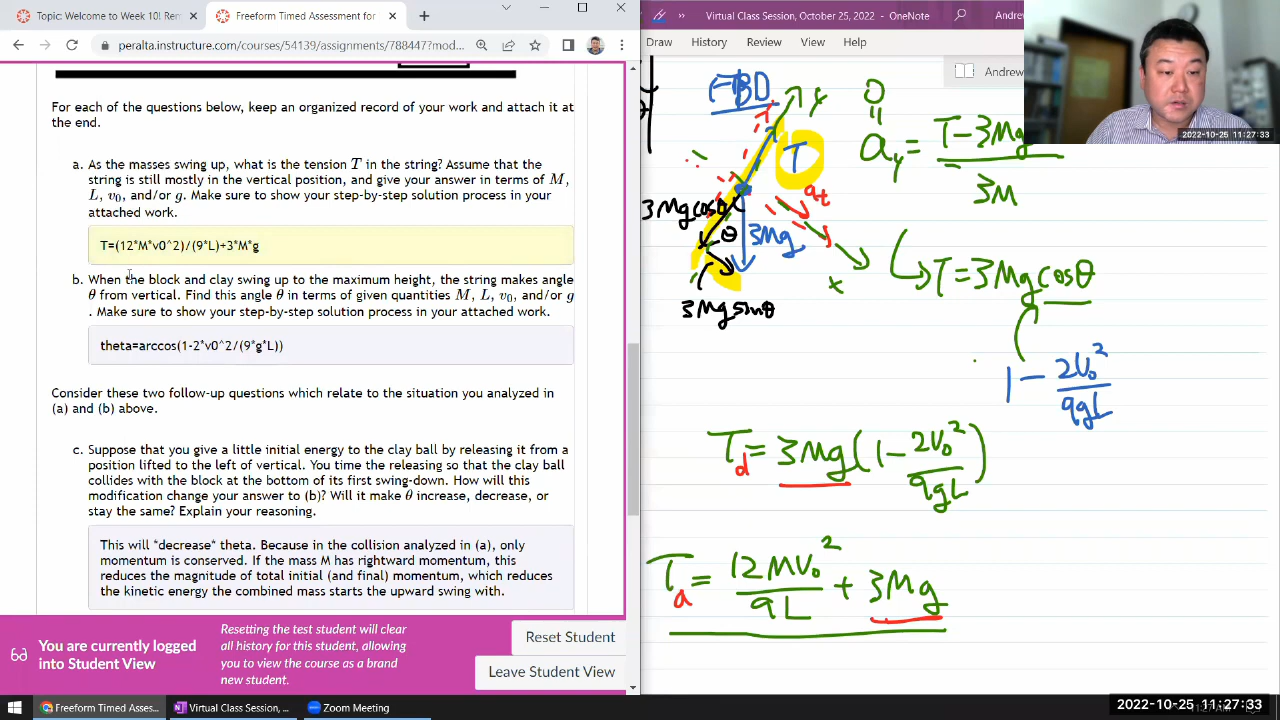 Topic Welcome to Week 10! Ren
Freeform Timed Assessment for
peralta.instructure.com/courses/54139/assignments/788447?mod...
For each of the questions below, keep an organized record of your work and attach it at
the end.
a. As the masses swing up, what is the tension T in the string? Assume that the
string is still mostly in the vertical position, and give your answer in terms of M,
L, v₀, and/or g. Make sure to show your step-by-step solution process in your
attached work.
T=(12*M*v0^2)/(9*L)+3*M*g
b. When the block and clay swing up to the maximum height, the string makes angle
θ from vertical. Find this angle θ in terms of given quantities M, L, v₀, and/or g
. Make sure to show your step-by-step solution process in your attached work.
theta=arccos(1-2*v0^2/(9*g*L))
Consider these two follow-up questions which relate to the situation you analyzed in
(a) and (b) above.
c. Suppose that you give a little initial energy to the clay ball by releasing it from a
position lifted to the left of vertical. You time the releasing so that the clay ball
collides with the block at the bottom of its first swing-down. How will this
modification change your answer to (b)? Will it make θ increase, decrease, or
stay the same? Explain your reasoning.
This will *decrease* theta. Because in the collision analyzed in (a), only
momentum is conserved. If the mass M has rightward momentum, this
reduces the magnitude of total initial (and final) momentum, which reduces
the kinetic energy the combined mass starts the upward swing with.
You are currently logged
into Student View
Resetting the test student will clear
all history for this student, allowing
you to view the course as a brand
new student.
Reset Student
Leave Student View
Virtual Class Session, October 25, 2022 - OneNote
Andrew
Draw History Review View Help
Andrew
FBD
y
T
a_t
3Mg cosθ
θ
3Mg
3Mg sinθ
x
0
=
a_y = (T-3Mg)/3M
T=3Mg cosθ
1 - 2V₀²/9gL
T_d = 3Mg(1 - 2V₀²/9gL)
T_a = 12MV₀²/9L + 3Mg
2022-10-25 11:27:33
Freeform Timed Asses...
Virtual Class Session, ...
Zoom Meeting
2022-10-25 11:27:33